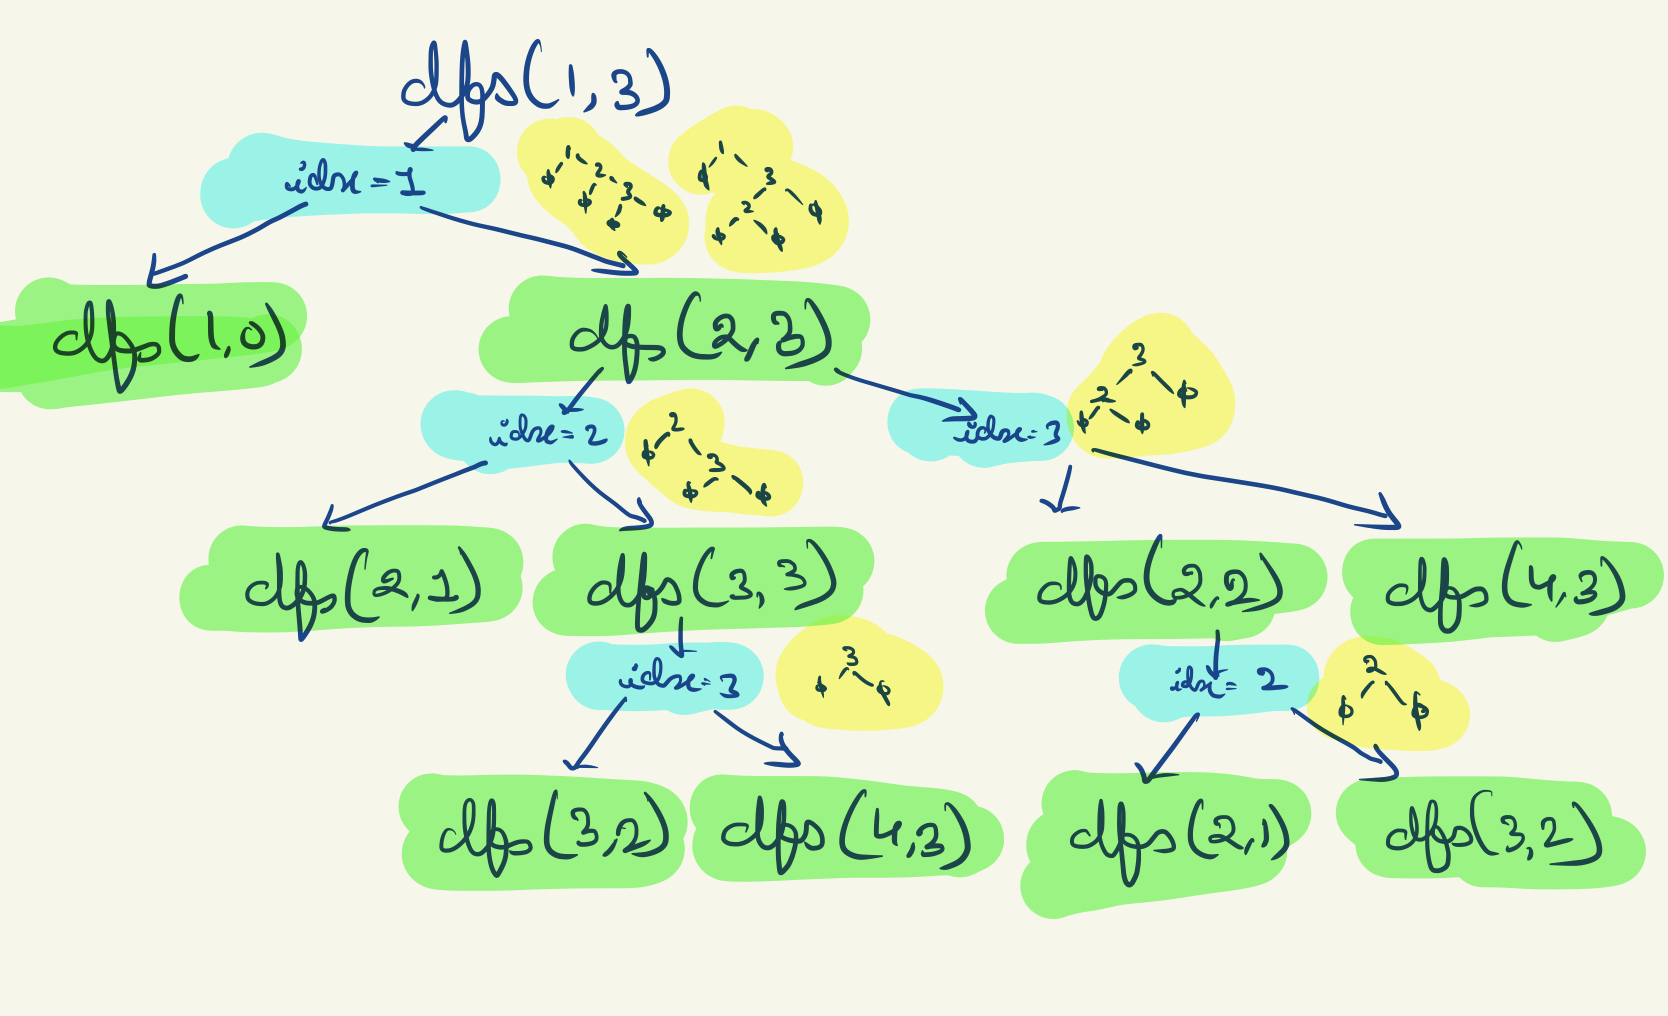 dfs(1,3)
idx=1
1
ϕ 2
ϕ 3
ϕ ϕ
1
ϕ 3
2 ϕ
ϕ ϕ
dfs(1,0) dfs(2,3)
idx=2
2
ϕ 3
ϕ ϕ
idx=3
3
2 ϕ
ϕ ϕ
dfs(2,1) dfs(3,3) dfs(2,2) dfs(4,3)
idx=3
3
ϕ ϕ
idx=2
2
ϕ ϕ
dfs(3,2) dfs(4,3) dfs(2,1) dfs(3,2)